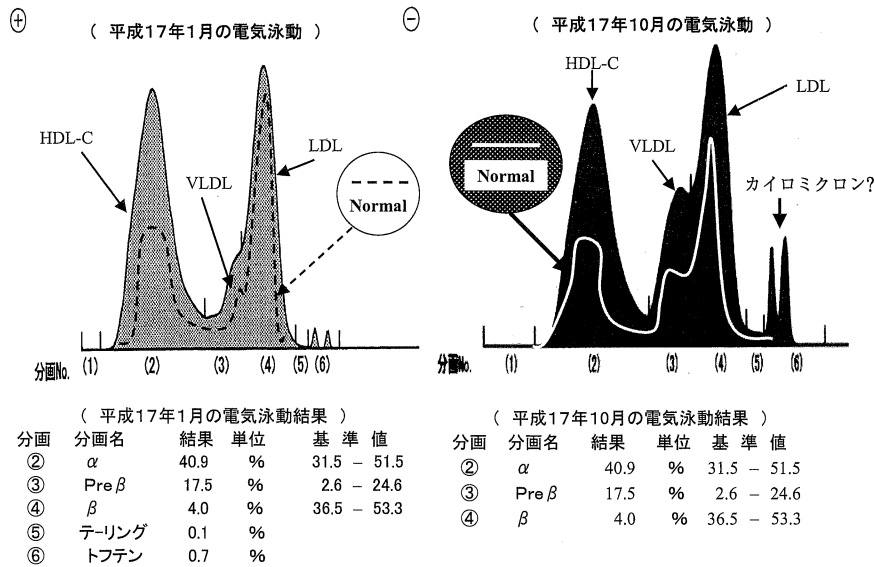 ⊕
（ 平成17年1月の電気泳動 ）
HDL-C
VLDL
LDL
Normal
分画No. (1) (2) (3) (4) (5) (6)
⊖
（ 平成17年10月の電気泳動 ）
HDL-C
LDL
VLDL
Normal
カイロミクロン?
分画No. (1) (2) (3) (4) (5) (6)
（ 平成17年1月の電気泳動結果 ）
分画 分画名 結果 単位 基 準 値
② α 40.9 % 31.5 － 51.5
③ Preβ 17.5 % 2.6 － 24.6
④ β 4.0 % 36.5 － 53.3
⑤ テーリング 0.1 %
⑥ トフテン 0.7 %
（ 平成17年10月の電気泳動結果 ）
分画 分画名 結果 単位 基 準 値
② α 40.9 % 31.5 － 51.5
③ Preβ 17.5 % 2.6 － 24.6
④ β 4.0 % 36.5 － 53.3